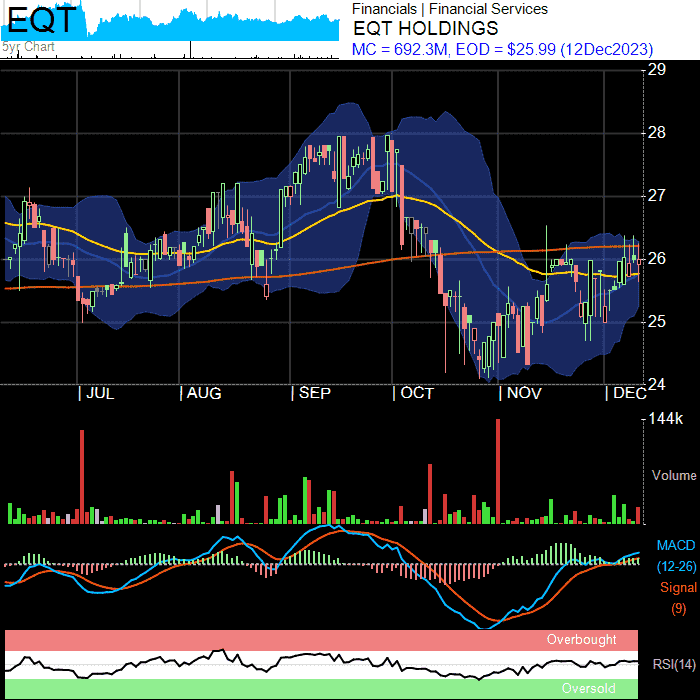 EQT
5yr Chart
Financials | Financial Services
EQT HOLDINGS
MC = 692.3M, EOD = $25.99 (12Dec2023)
29
28
27
26
25
24
| JUL | AUG | SEP | OCT | NOV | DEC
144k
Volume
MACD
(12-26)
Signal
(9)
Overbought
RSI(14)
Oversold